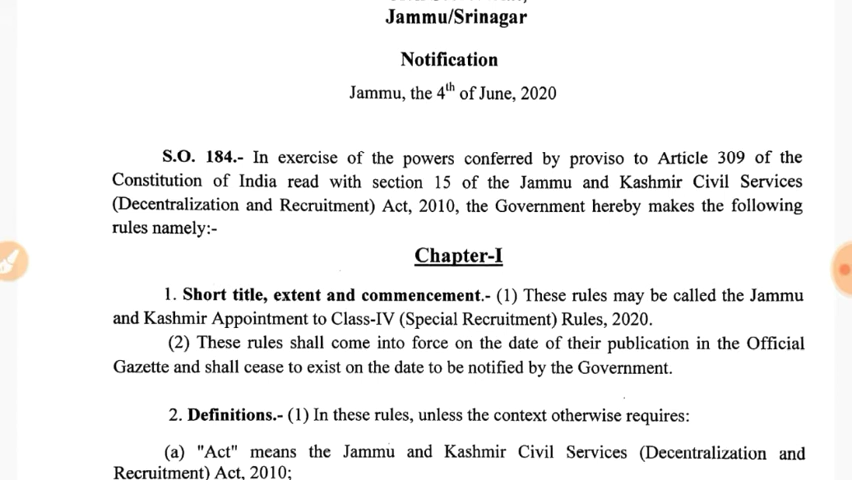 Jammu/Srinagar
Notification
Jammu, the 4th of June, 2020
S.O. 184.- In exercise of the powers conferred by proviso to Article 309 of the
Constitution of India read with section 15 of the Jammu and Kashmir Civil Services
(Decentralization and Recruitment) Act, 2010, the Government hereby makes the following
rules namely:-
Chapter-I
1. Short title, extent and commencement.- (1) These rules may be called the Jammu
and Kashmir Appointment to Class-IV (Special Recruitment) Rules, 2020.
(2) These rules shall come into force on the date of their publication in the Official
Gazette and shall cease to exist on the date to be notified by the Government.
2. Definitions.- (1) In these rules, unless the context otherwise requires:
(a) "Act" means the Jammu and Kashmir Civil Services (Decentralization and
Recruitment) Act, 2010;